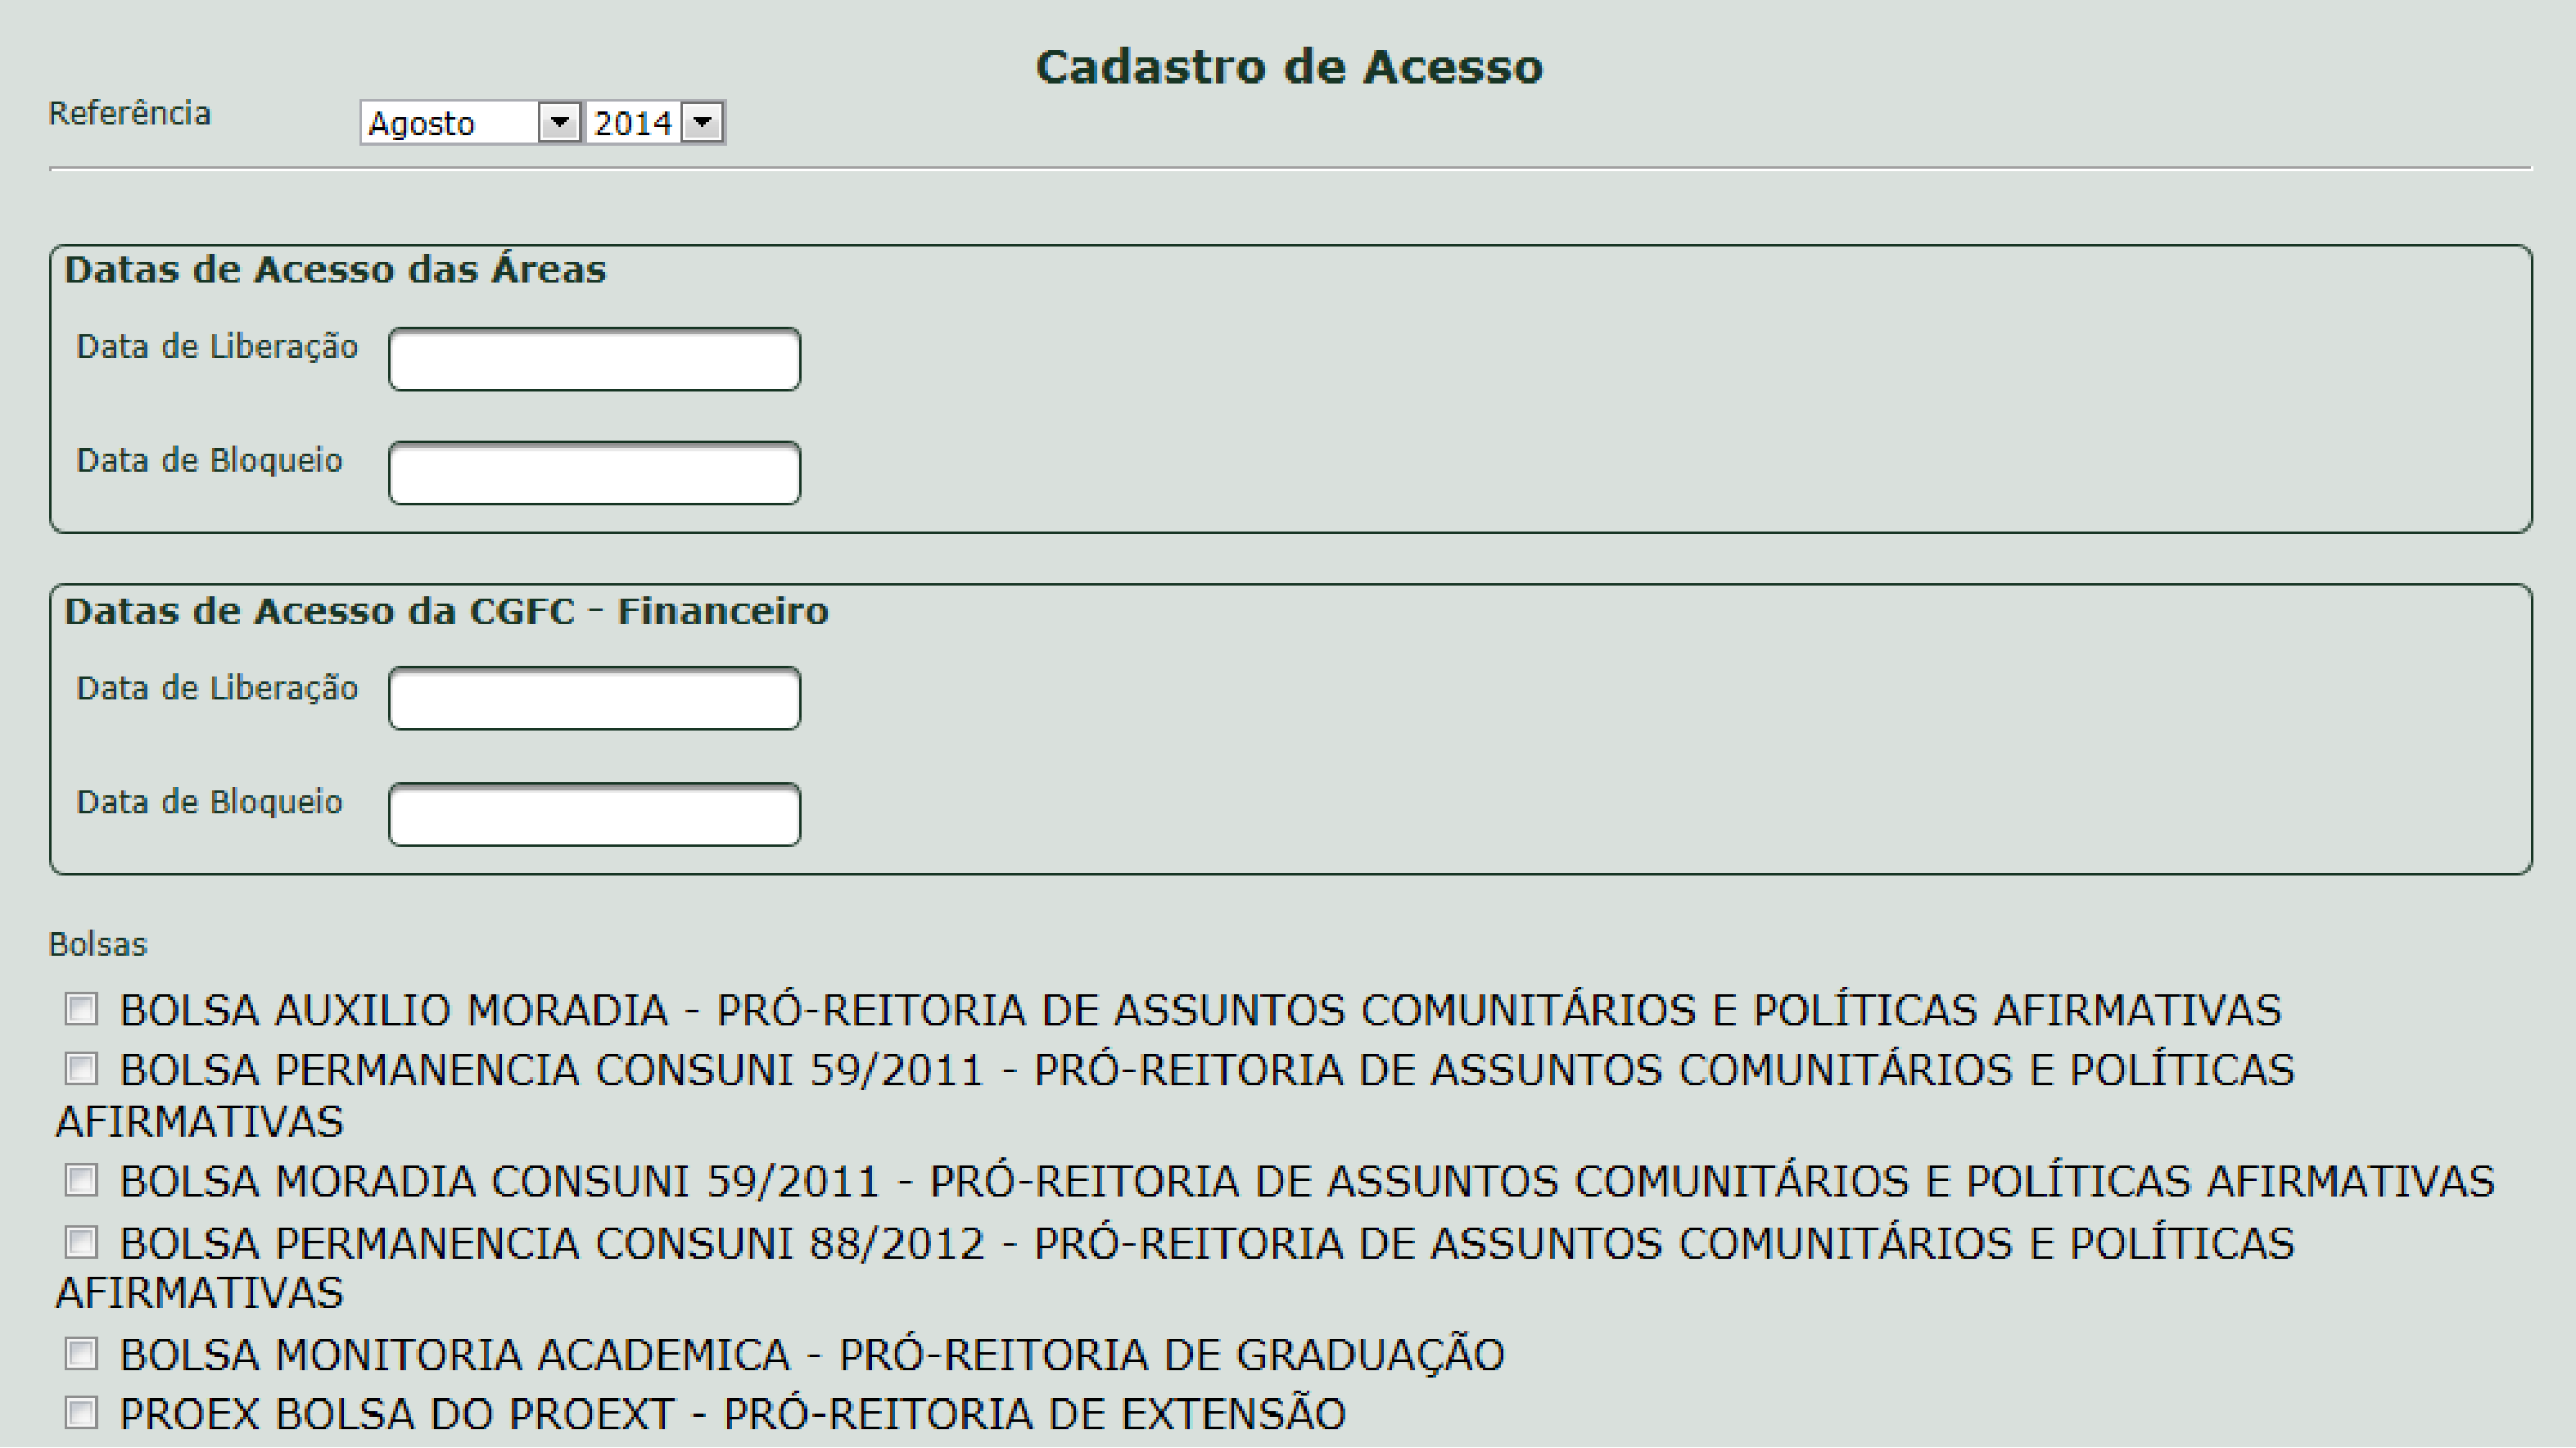 Cadastro de Acesso
Referência Agosto 2014
Datas de Acesso das Áreas
Data de Liberação
Data de Bloqueio
Datas de Acesso da CGFC - Financeiro
Data de Liberação
Data de Bloqueio
Bolsas
BOLSA AUXILIO MORADIA - PRÓ-REITORIA DE ASSUNTOS COMUNITÁRIOS E POLÍTICAS AFIRMATIVAS
BOLSA PERMANENCIA CONSUNI 59/2011 - PRÓ-REITORIA DE ASSUNTOS COMUNITÁRIOS E POLÍTICAS
AFIRMATIVAS
BOLSA MORADIA CONSUNI 59/2011 - PRÓ-REITORIA DE ASSUNTOS COMUNITÁRIOS E POLÍTICAS AFIRMATIVAS
BOLSA PERMANENCIA CONSUNI 88/2012 - PRÓ-REITORIA DE ASSUNTOS COMUNITÁRIOS E POLÍTICAS
AFIRMATIVAS
BOLSA MONITORIA ACADEMICA - PRÓ-REITORIA DE GRADUAÇÃO
PROEX BOLSA DO PROEXT - PRÓ-REITORIA DE EXTENSÃO